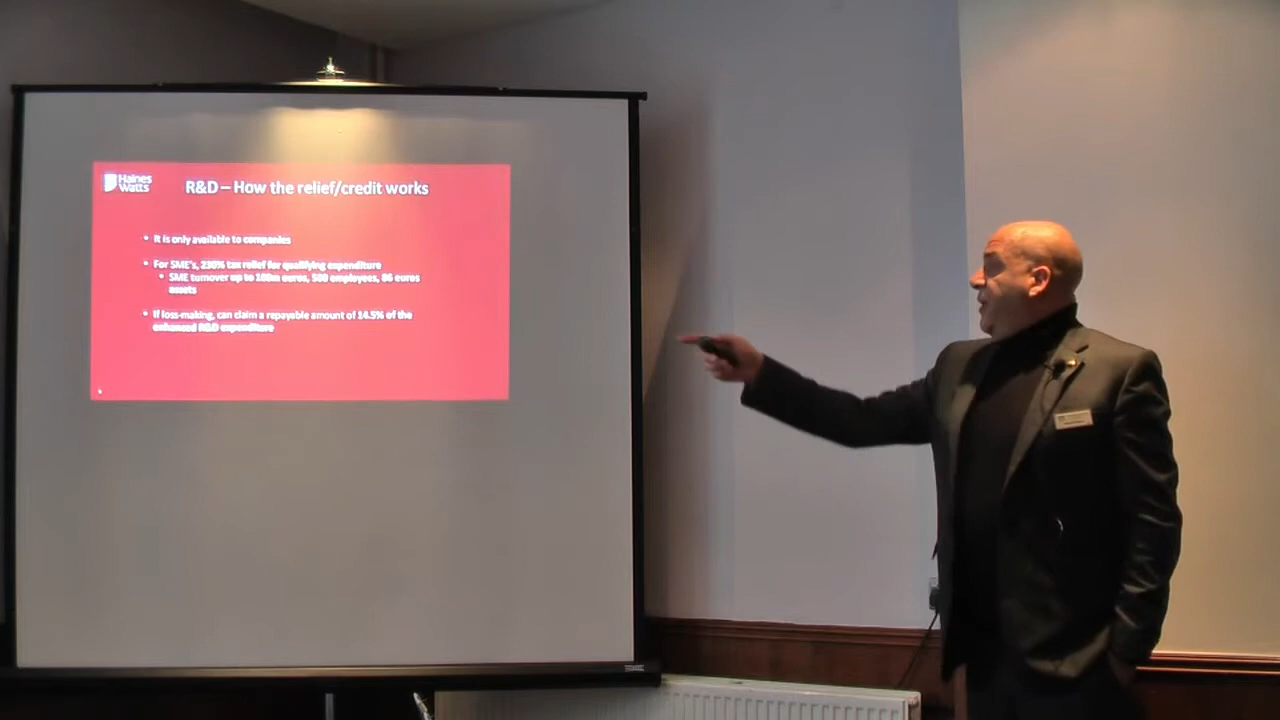 Haines
Watts
R&D – How the relief/credit works
• It is only available to companies
• For SME's, 230% tax relief for qualifying expenditure
• SME turnover up to 100m euros, 500 employees, 86 euros
assets
• If loss-making, can claim a repayable amount of 14.5% of the
enhanced R&D expenditure